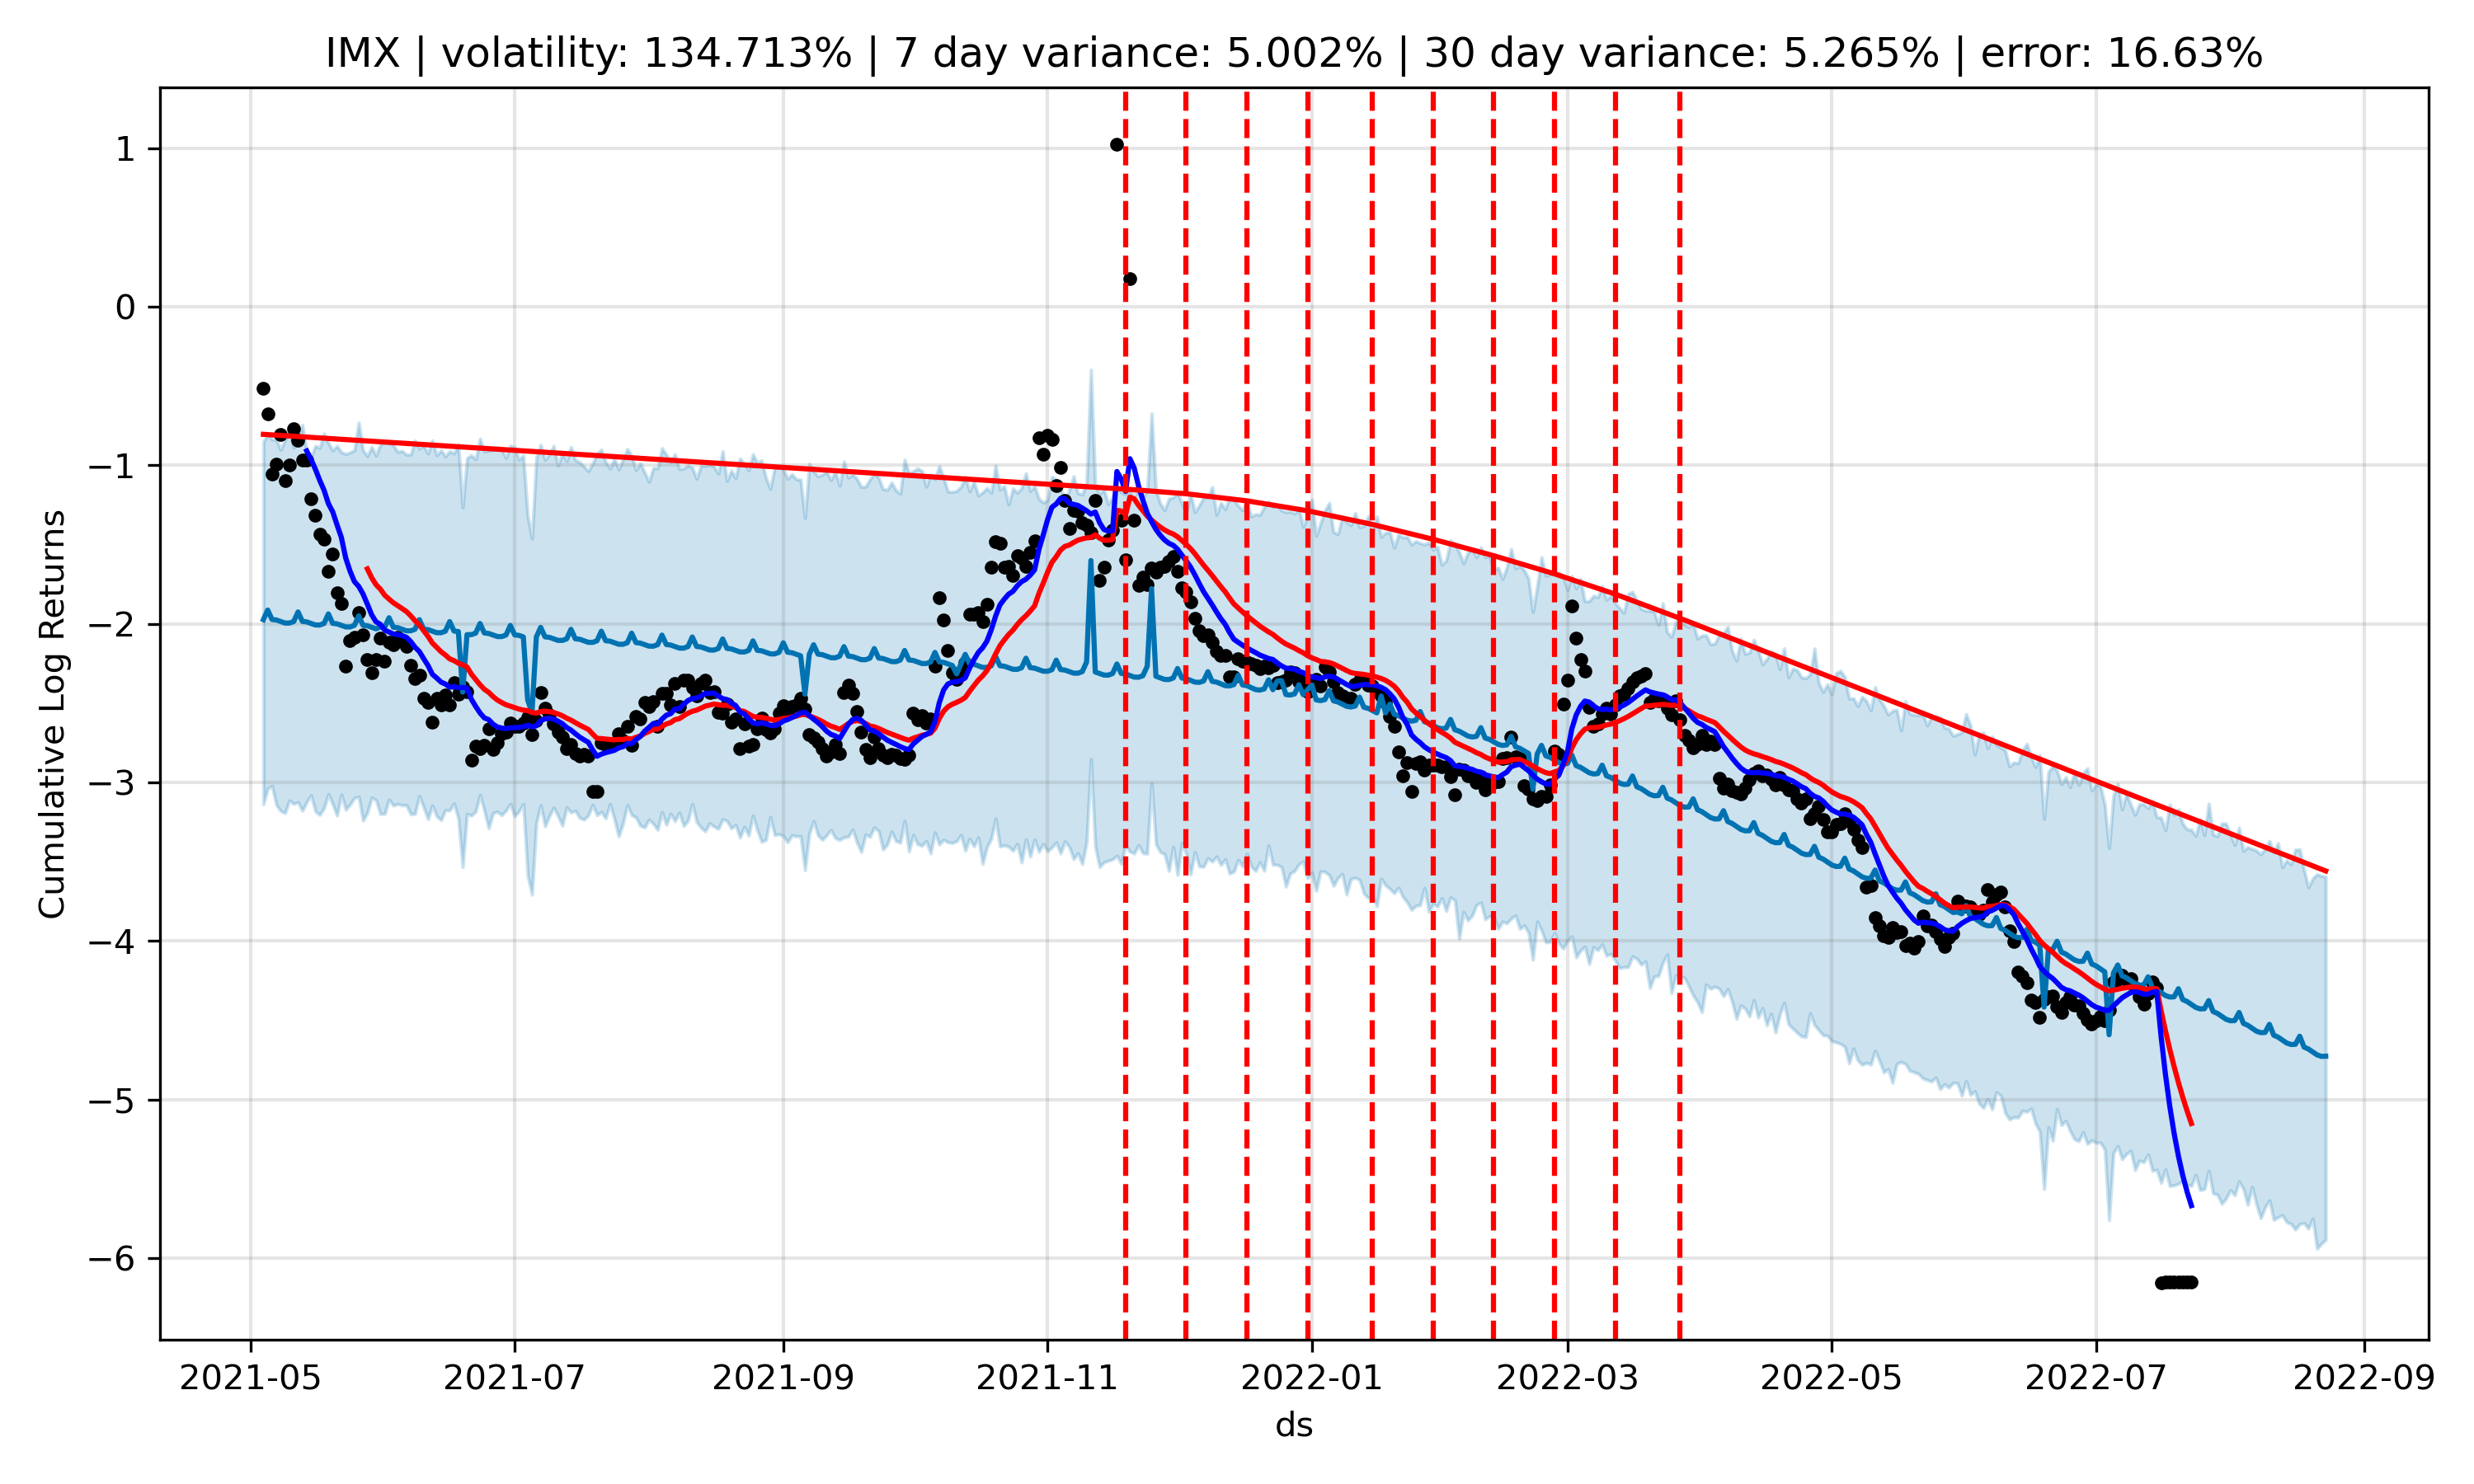 IMX | volatility: 134.713% | 7 day variance: 5.002% | 30 day variance: 5.265% | error: 16.63%
Cumulative Log Returns
1
0
−1
−2
−3
−4
−5
−6
2021-05 2021-07 2021-09 2021-11 2022-01 2022-03 2022-05 2022-07 2022-09
ds